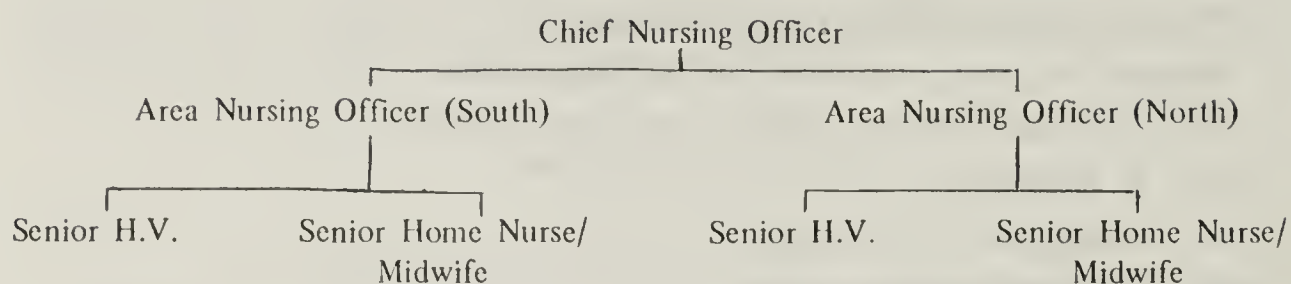 Chief Nursing Officer
Area Nursing Officer (South) Area Nursing Officer (North)
Senior H.V. Senior Home Nurse/ Senior H.V. Senior Home Nurse/
Midwife Midwife